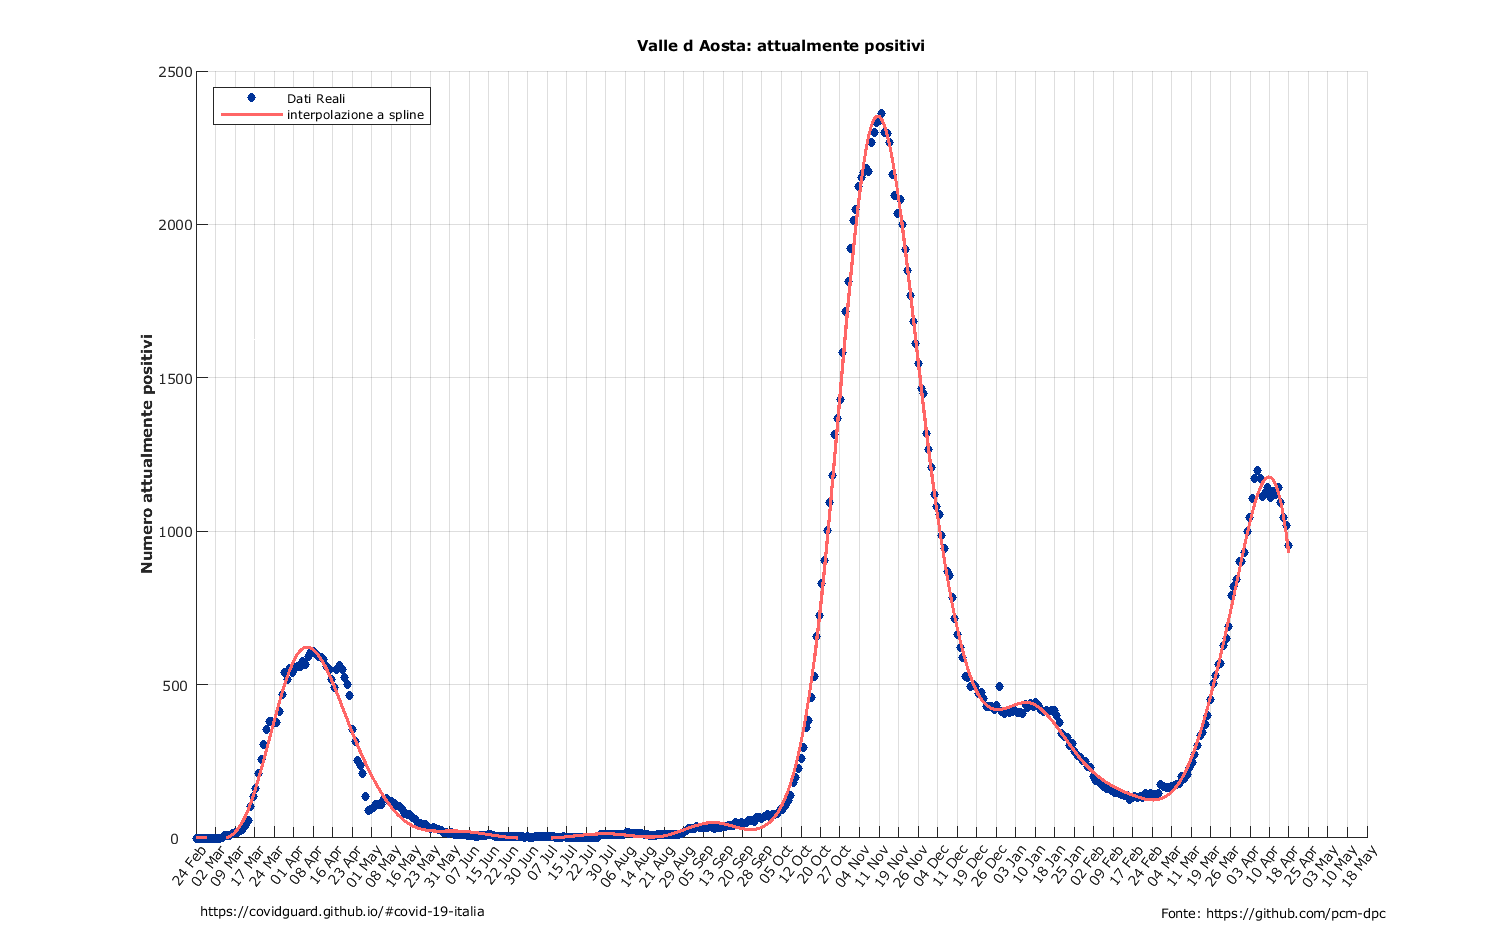 Valle d Aosta: attualmente positivi
Dati Reali
interpolazione a spline
Numero attualmente positivi
2500
2000
1500
1000
500
0
24 Feb
02 Mar
09 Mar
17 Mar
24 Mar
01 Apr
08 Apr
16 Apr
23 Apr
01 May
08 May
16 May
23 May
31 May
07 Jun
15 Jun
22 Jun
30 Jun
07 Jul
15 Jul
22 Jul
30 Jul
06 Aug
14 Aug
21 Aug
29 Aug
05 Sep
13 Sep
20 Sep
28 Sep
05 Oct
12 Oct
20 Oct
27 Oct
04 Nov
11 Nov
19 Nov
26 Nov
04 Dec
11 Dec
19 Dec
26 Dec
03 Jan
10 Jan
18 Jan
25 Jan
02 Feb
09 Feb
17 Feb
24 Feb
04 Mar
11 Mar
19 Mar
26 Mar
03 Apr
10 Apr
18 Apr
25 Apr
03 May
10 May
18 May
https://covidguard.github.io/#covid-19-italia
Fonte: https://github.com/pcm-dpc